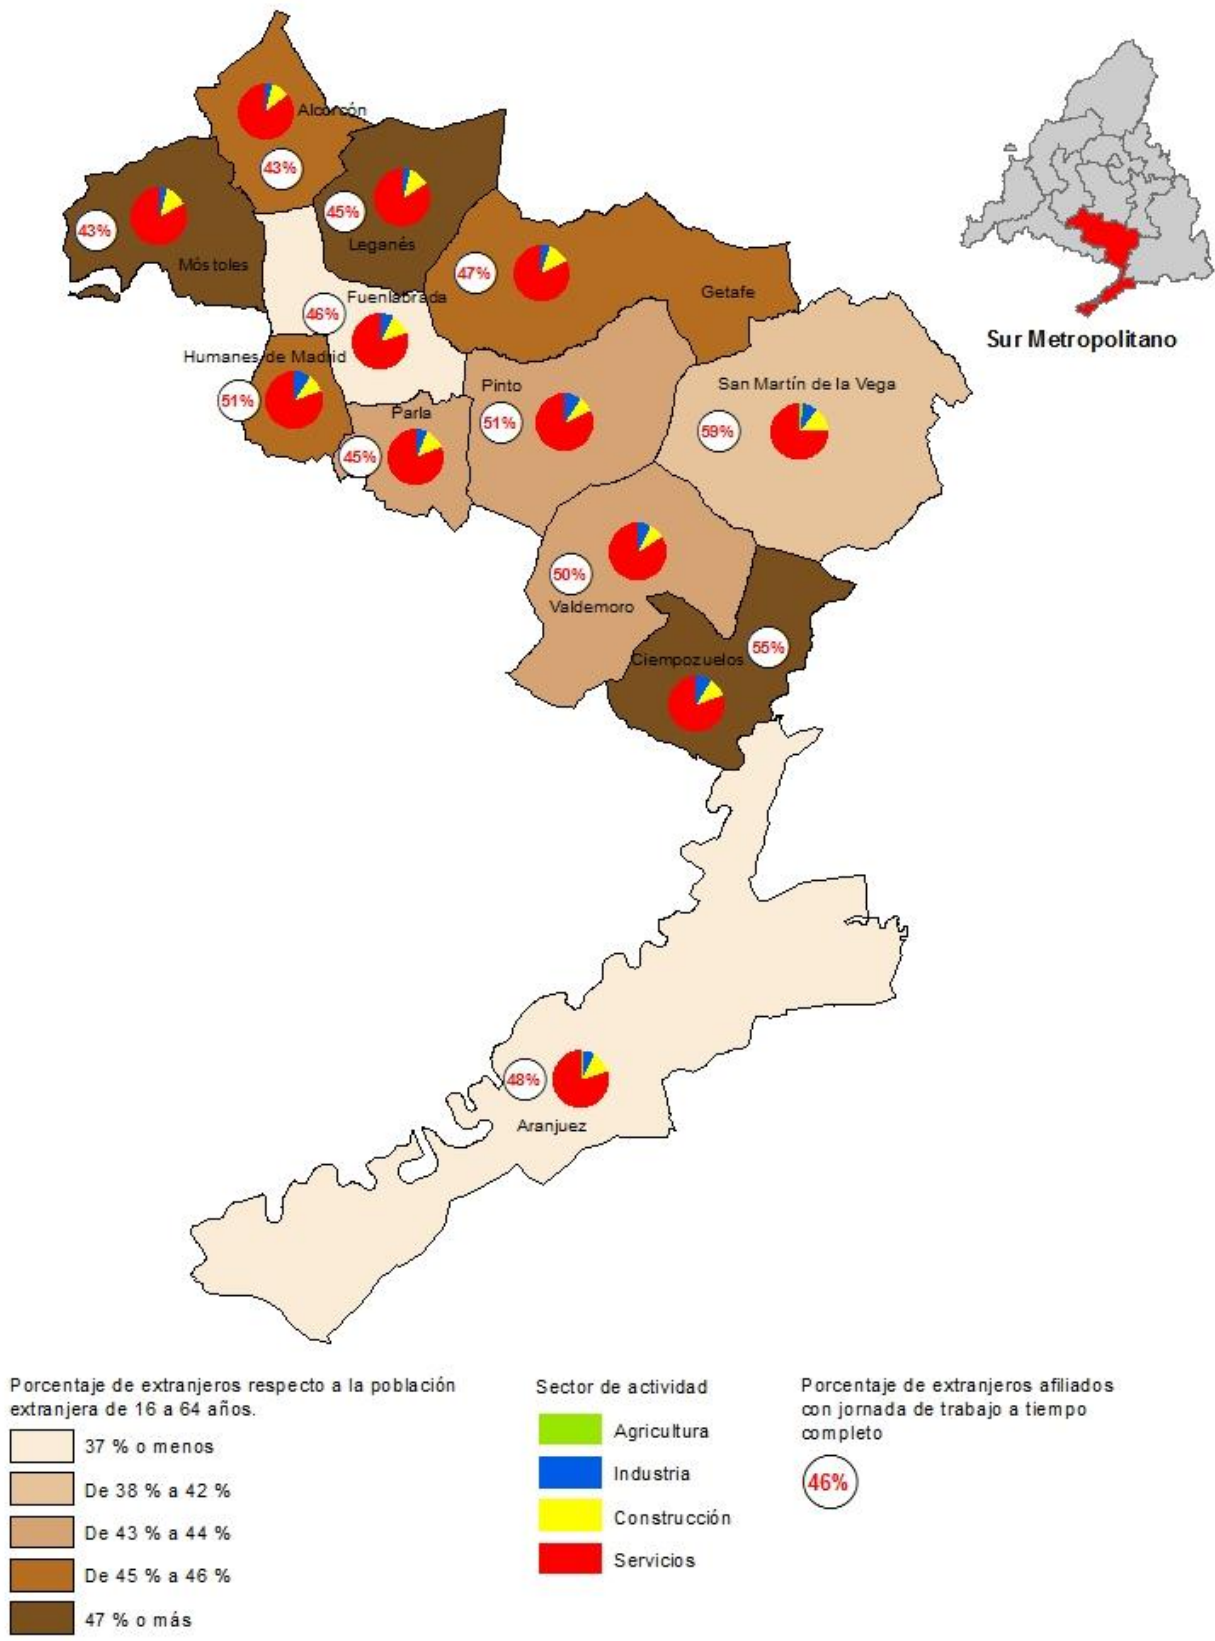 Alcorcón
43%
45%
43%
Leganés
Móstoles
47%
Getafe
Fuenlabrada
46%
Sur Metropolitano
Humanes de Madrid
51%
Pinto
San Martín de la Vega
Parla
51%
59%
45%
50%
Valdemoro
55%
Ciempozuelos
48%
Aranjuez
Porcentaje de extranjeros respecto a la población
extranjera de 16 a 64 años.
37 % o menos
De 38 % a 42 %
De 43 % a 44 %
De 45 % a 46 %
47 % o más
Sector de actividad
Agricultura
Industria
Construcción
Servicios
Porcentaje de extranjeros afiliados
con jornada de trabajo a tiempo
completo
46%